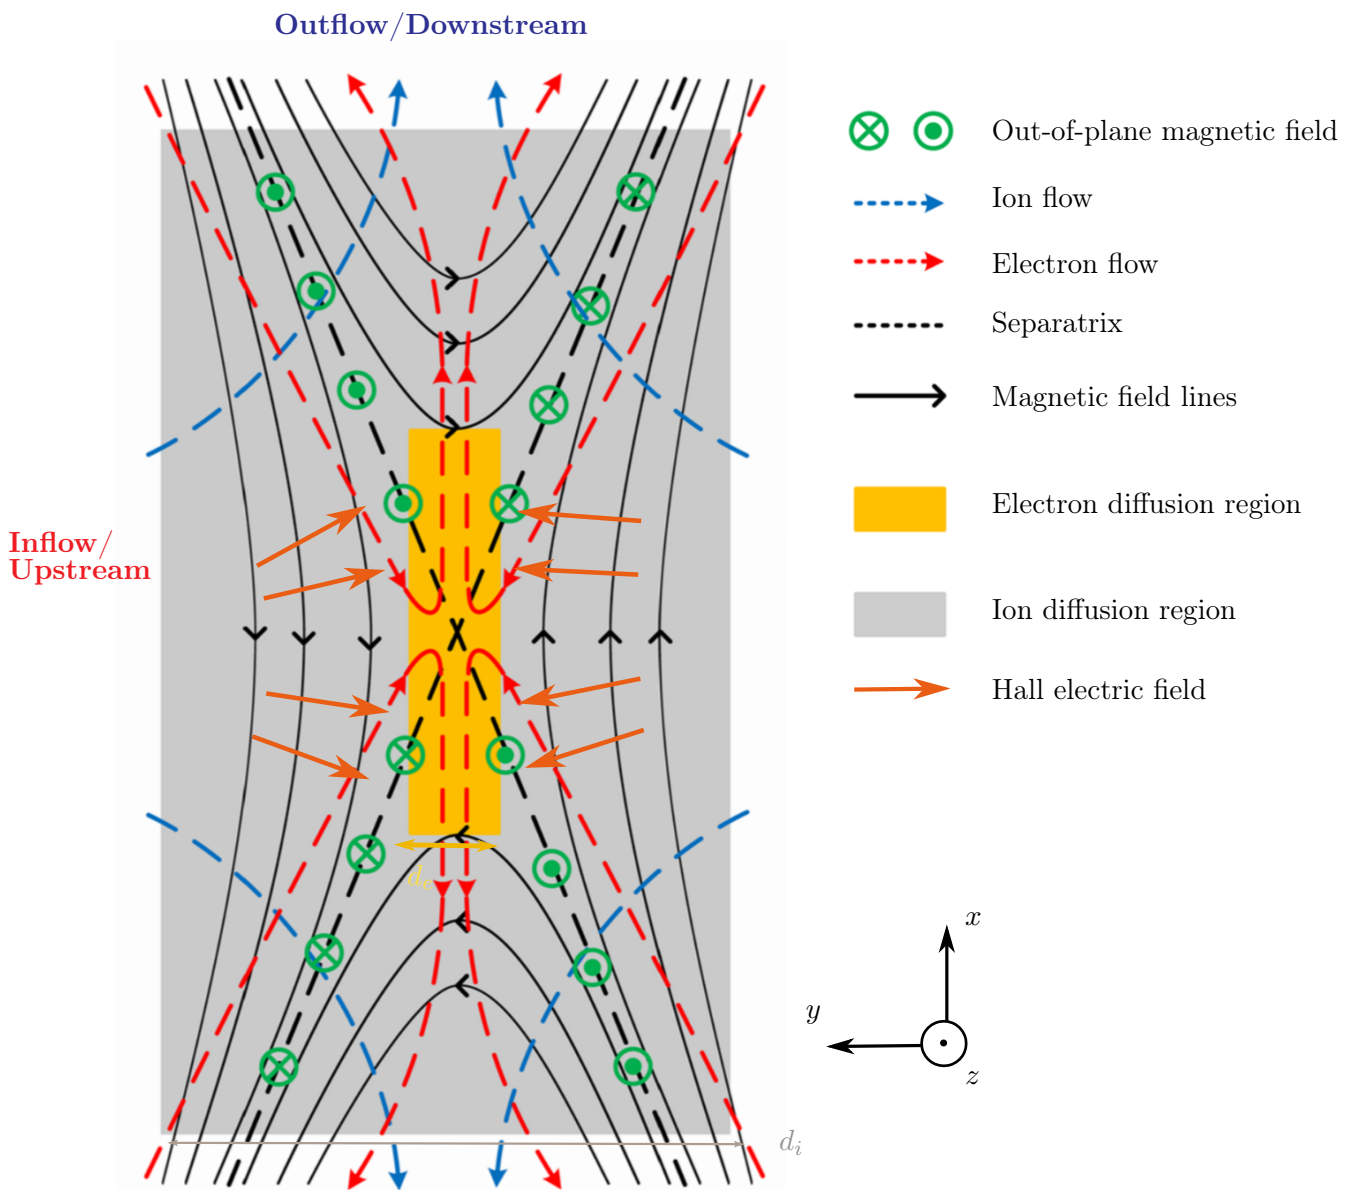 Outflow/Downstream
Out-of-plane magnetic field
Ion flow
Electron flow
Separatrix
Magnetic field lines
Electron diffusion region
Inflow/
Upstream
Ion diffusion region
Hall electric field
d_e
x
y
z
d_i